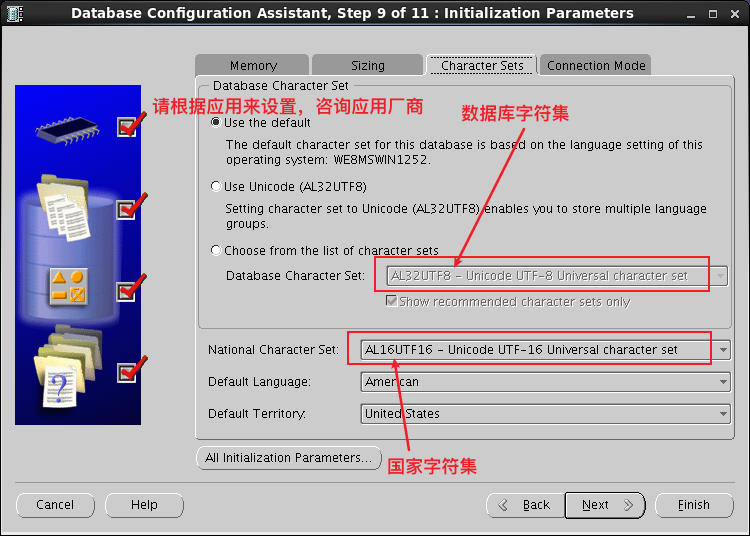 Database Configuration Assistant, Step 9 of 11 : Initialization Parameters
Memory
Sizing
Character Sets
Connection Mode
Database Character Set
请根据应用来设置，咨询应用厂商
数据库字符集
Use the default
The default character set for this database is based on the language setting of this
operating system: WE8MSWIN1252.
Use Unicode (AL32UTF8)
Setting character set to Unicode (AL32UTF8) enables you to store multiple language
groups.
Choose from the list of character sets
Database Character Set: AL32UTF8 - Unicode UTF-8 Universal character set
Show recommended character sets only
National Character Set: AL16UTF16 - Unicode UTF-16 Universal character set
Default Language: American
Default Territory: United States
All Initialization Parameters...
国家字符集
Cancel
Help
Back
Next
Finish